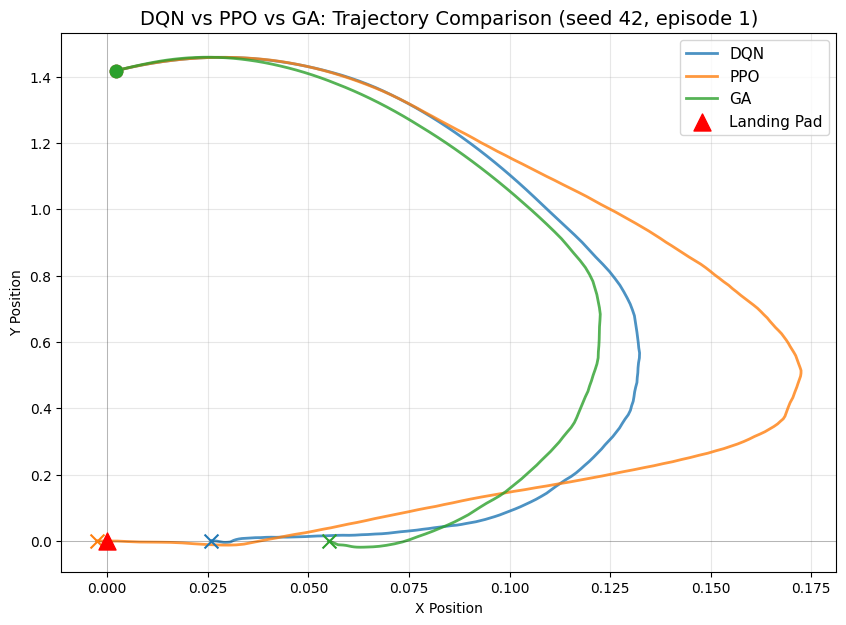 DQN vs PPO vs GA: Trajectory Comparison (seed 42, episode 1)
DQN
PPO
GA
Landing Pad
Y Position
1.4
1.2
1.0
0.8
0.6
0.4
0.2
0.0
0.000 0.025 0.050 0.075 0.100 0.125 0.150 0.175
X Position